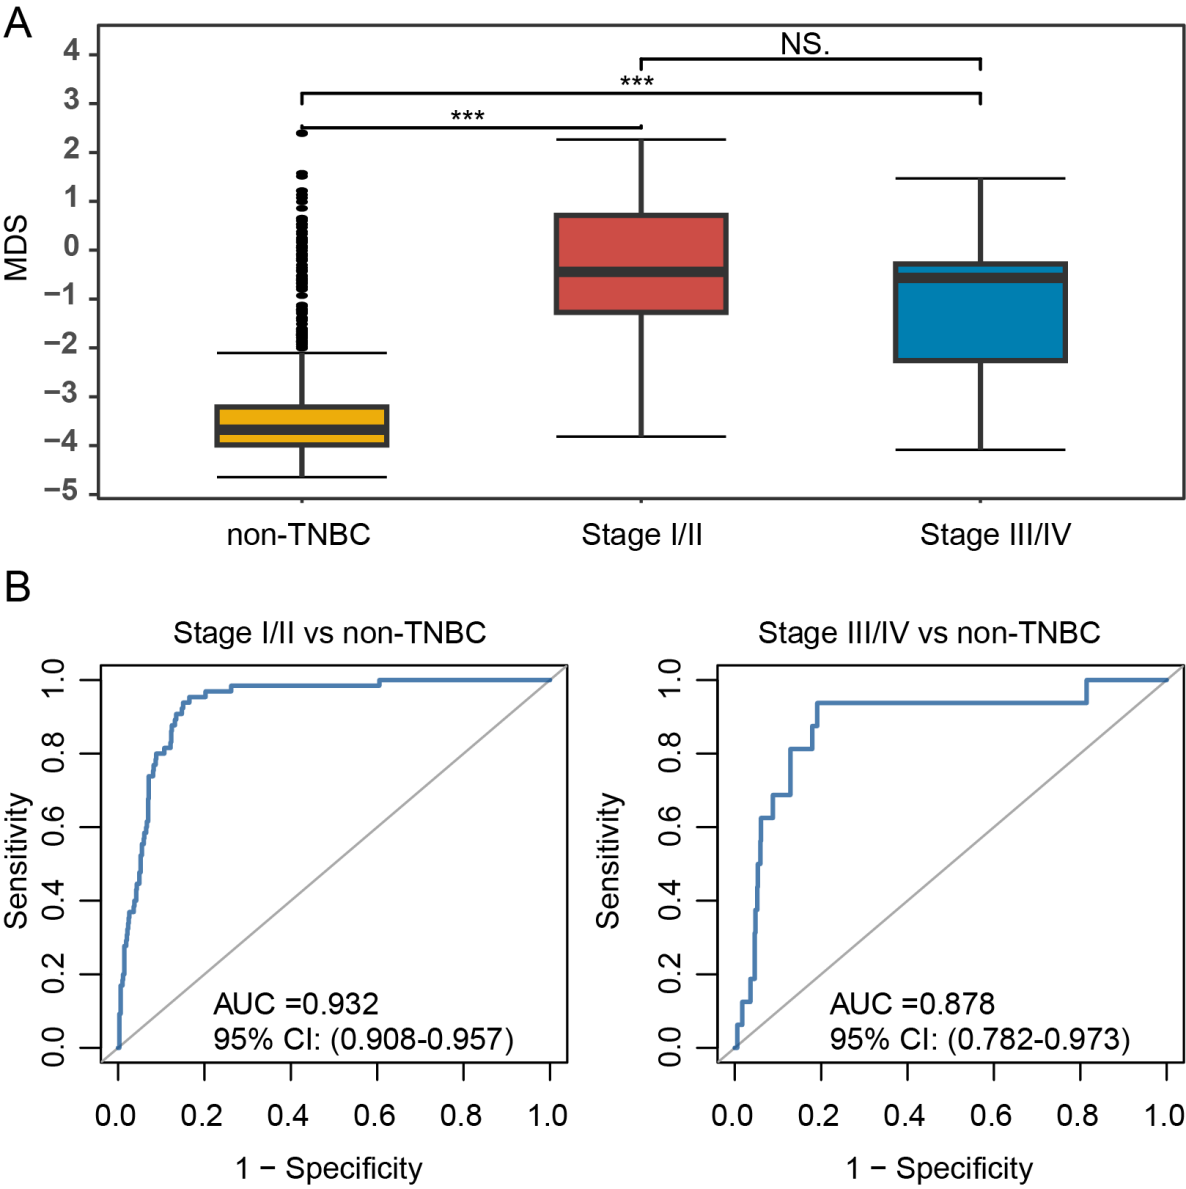 A
NS.
***
***
4
3
2
1
0
−1
−2
−3
−4
−5
MDS
non-TNBC Stage I/II Stage III/IV
B
Stage I/II vs non-TNBC
1.0
0.8
0.6
0.4
0.2
0.0
Sensitivity
AUC =0.932
95% CI: (0.908-0.957)
0.0 0.2 0.4 0.6 0.8 1.0
1 − Specificity
Stage III/IV vs non-TNBC
1.0
0.8
0.6
0.4
0.2
0.0
Sensitivity
AUC =0.878
95% CI: (0.782-0.973)
0.0 0.2 0.4 0.6 0.8 1.0
1 − Specificity